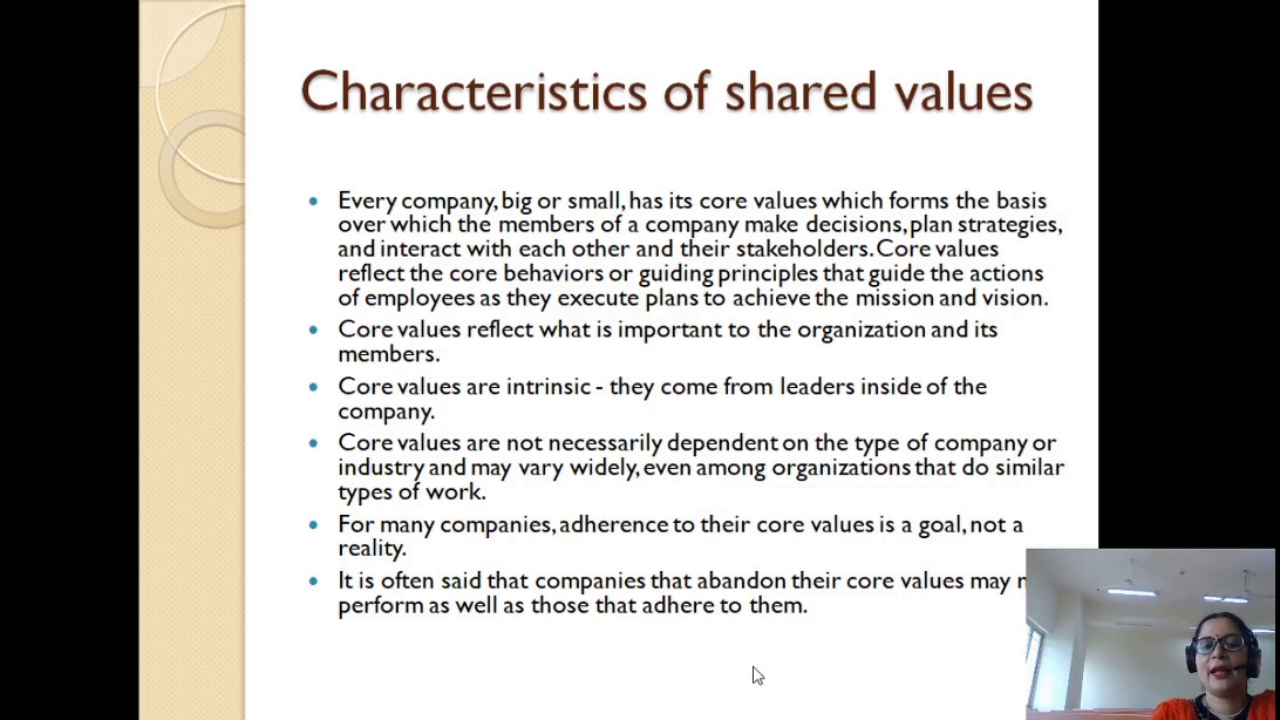 Characteristics of shared values
Every company, big or small, has its core values which forms the basis
over which the members of a company make decisions, plan strategies,
and interact with each other and their stakeholders. Core values
reflect the core behaviors or guiding principles that guide the actions
of employees as they execute plans to achieve the mission and vision.
Core values reflect what is important to the organization and its
members.
Core values are intrinsic - they come from leaders inside of the
company.
Core values are not necessarily dependent on the type of company or
industry and may vary widely, even among organizations that do similar
types of work.
For many companies, adherence to their core values is a goal, not a
reality.
It is often said that companies that abandon their core values may
perform as well as those that adhere to them.